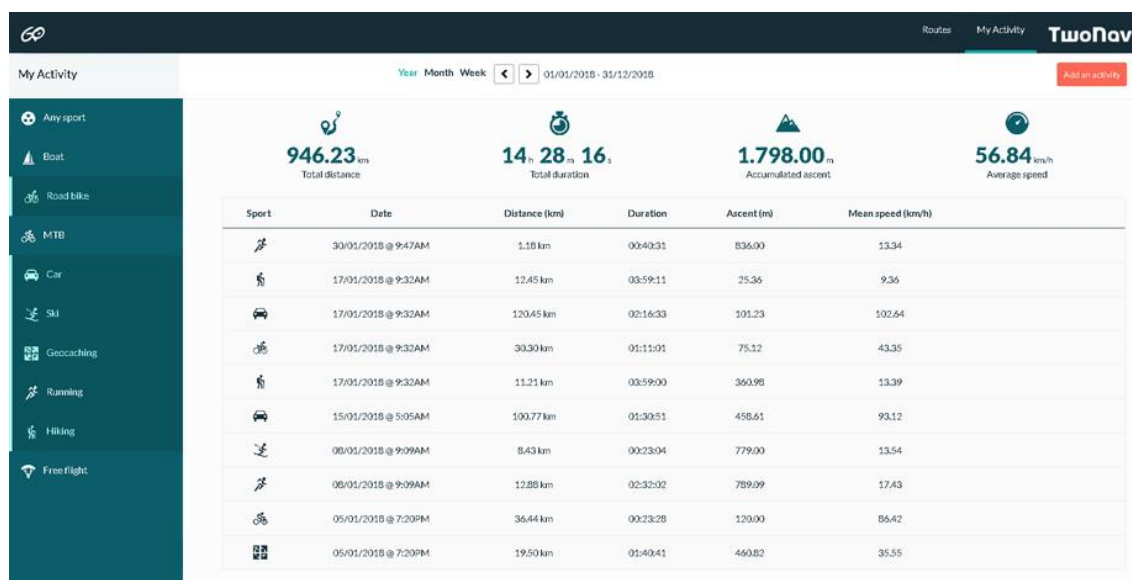 Routes My Activity TwoNav
My Activity Year Month Week 01/01/2018 - 31/12/2018 Add an activity
Any sport
Boat
Road bike
MTB
Car
Ski
Geocaching
Running
Hiking
Free flight
946.23 km 14 h 28 m 16 s 1.798.00 m 56.84 km/h
Total distance Total duration Accumulated ascent Average speed
Sport Date Distance (km) Duration Ascent (m) Mean speed (km/h)
30/01/2018 @ 9:47AM 1.18 km 00:40:31 836.00 13.34
17/01/2018 @ 9:32AM 12.45 km 03:59:11 25.36 9.36
17/01/2018 @ 9:32AM 120.45 km 02:16:33 101.23 102.64
17/01/2018 @ 9:32AM 30.30 km 01:11:01 75.12 43.35
17/01/2018 @ 9:32AM 11.21 km 03:59:00 360.98 13.39
15/01/2018 @ 5:05AM 100.77 km 01:30:51 458.61 93.12
08/01/2018 @ 9:09AM 8.43 km 00:23:04 779.00 13.54
08/01/2018 @ 9:09AM 12.88 km 02:32:02 789.09 17.43
05/01/2018 @ 7:20PM 36.44 km 00:23:28 120.00 86.42
05/01/2018 @ 7:20PM 19.50 km 01:40:41 460.82 35.55